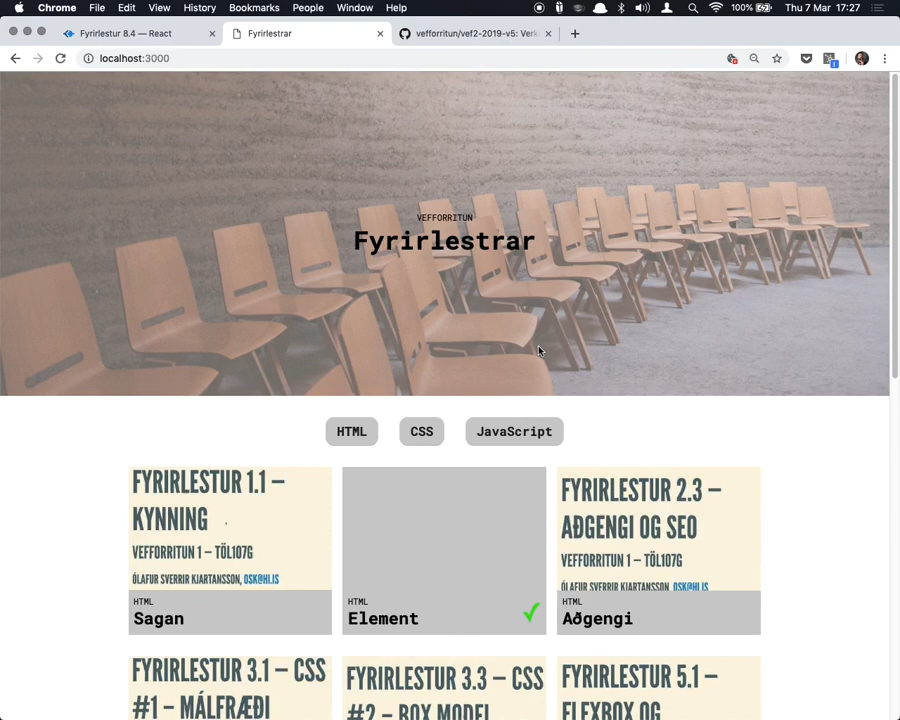 Chrome File Edit View History Bookmarks People Window Help 100% Thu 7 Mar 17:27
Fyrirlestur 8.4 — React
Fyrirlestrar
vefforritun/vef2-2019-v5: Verk
localhost:3000
VEFFORRITUN
Fyrirlestrar
HTML CSS JavaScript
FYRIRLESTUR 1.1 –
KYNNING
VEFFORRITUN 1 – TÖL107G
ÓLAFUR SVERRIR KJARTANSSON, OSK@HI.IS
HTML
Sagan
HTML
Element
FYRIRLESTUR 2.3 –
AÐGENGI OG SEO
VEFFORRITUN 1 – TÖL107G
ÓLAFUR SVERRIR KJARTANSSON, OSK@HI.IS
HTML
Aðgengi
FYRIRLESTUR 3.1 – CSS
#1 – MÁLFRÆÐI
FYRIRLESTUR 3.3 – CSS
#2 – BOX MODEL
FYRIRLESTUR 5.1 –
FLEXBOX OG